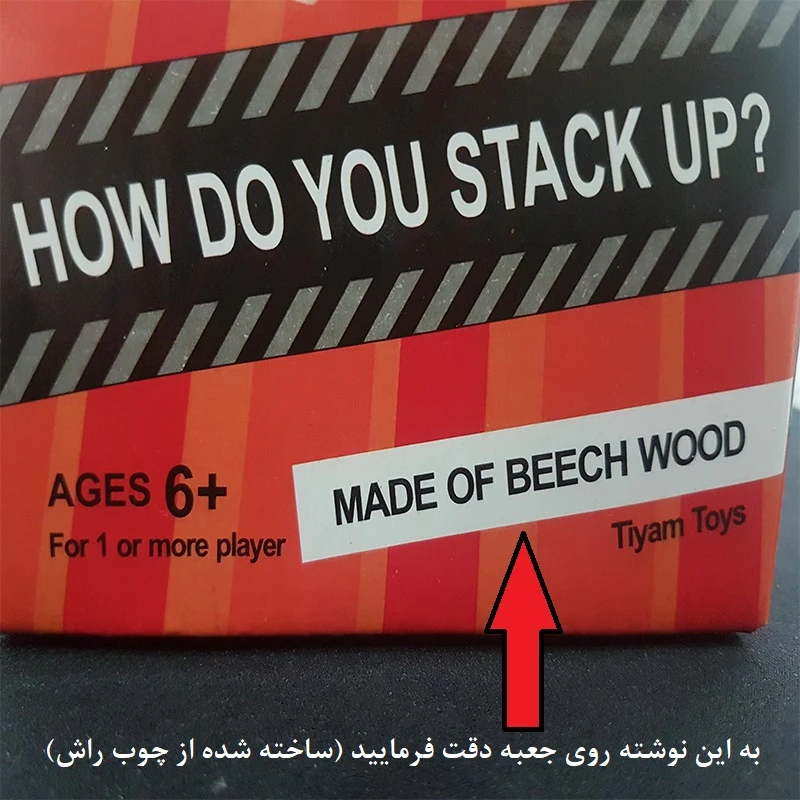 HOW DO YOU STACK UP?
AGES 6+
For 1 or more player
MADE OF BEECH WOOD
Tiyam Toys
به این نوشته روی جعبه دقت فرمایید (ساخته شده از چوب راش)